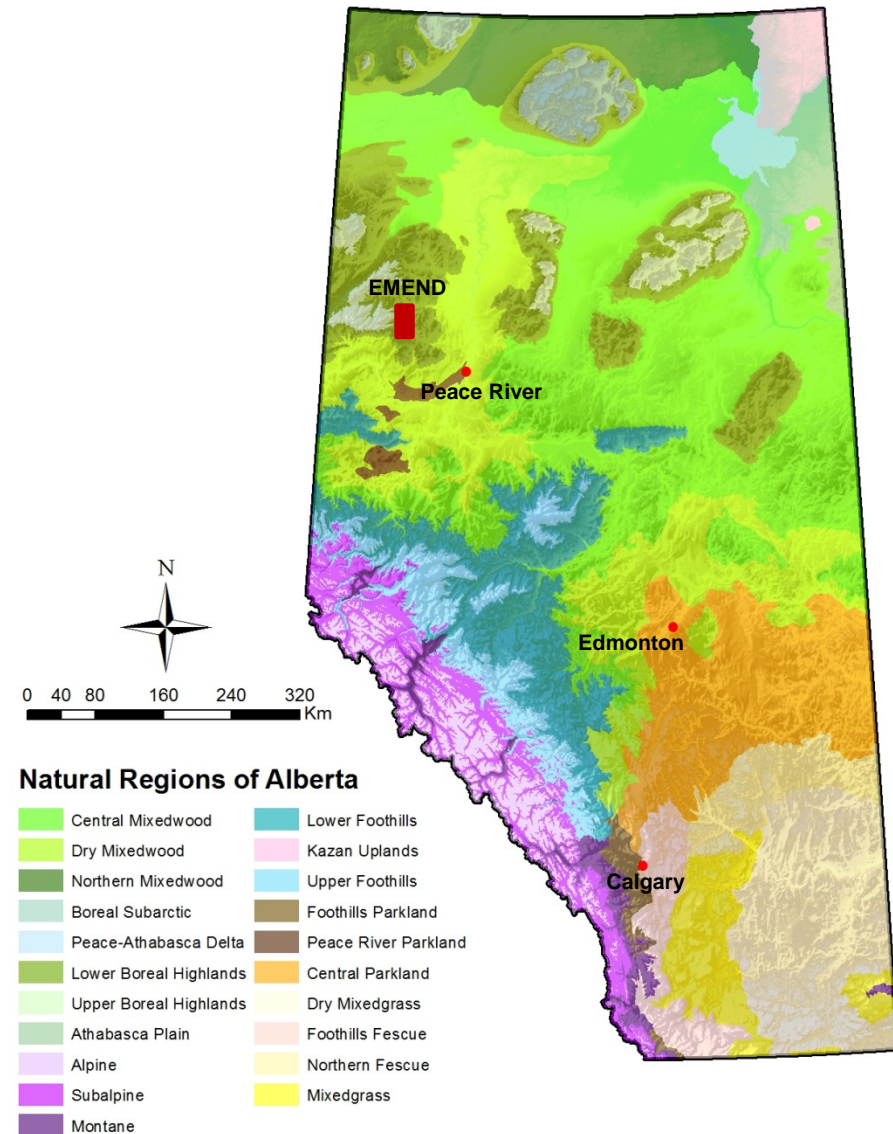 EMEND
Peace River
N
Edmonton
0 40 80 160 240 320
Km
Calgary
Natural Regions of Alberta
Central Mixedwood
Dry Mixedwood
Northern Mixedwood
Boreal Subarctic
Peace-Athabasca Delta
Lower Boreal Highlands
Upper Boreal Highlands
Athabasca Plain
Alpine
Subalpine
Montane
Lower Foothills
Kazan Uplands
Upper Foothills
Foothills Parkland
Peace River Parkland
Central Parkland
Dry Mixedgrass
Foothills Fescue
Northern Fescue
Mixedgrass